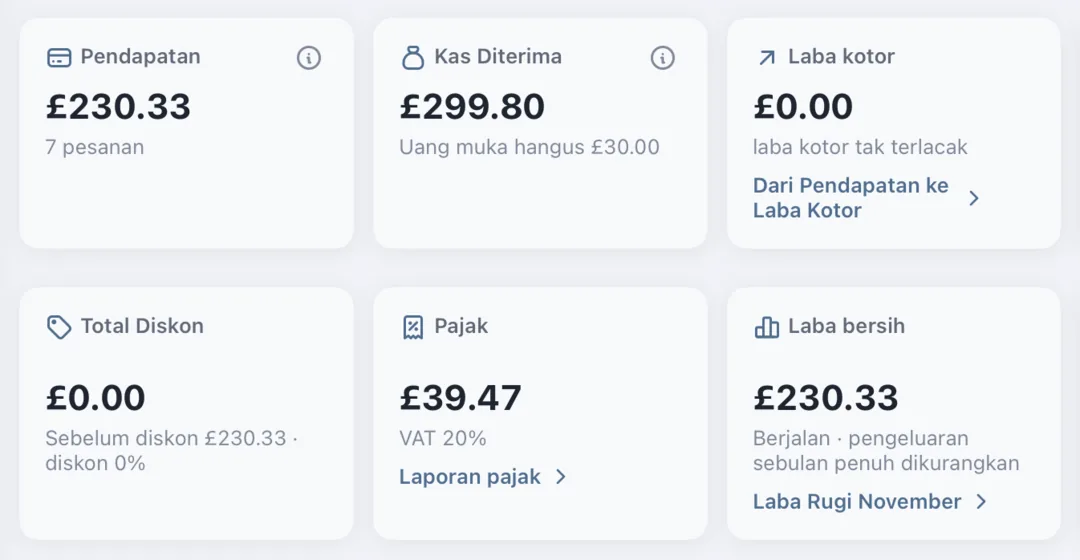 Pendapatan
£230.33
7 pesanan
Kas Diterima
£299.80
Uang muka hangus £30.00
Laba kotor
£0.00
laba kotor tak terlacak
Dari Pendapatan ke
Laba Kotor
Total Diskon
£0.00
Sebelum diskon £230.33 ·
diskon 0%
Pajak
£39.47
VAT 20%
Laporan pajak
Laba bersih
£230.33
Berjalan · pengeluaran
sebulan penuh dikurangkan
Laba Rugi November